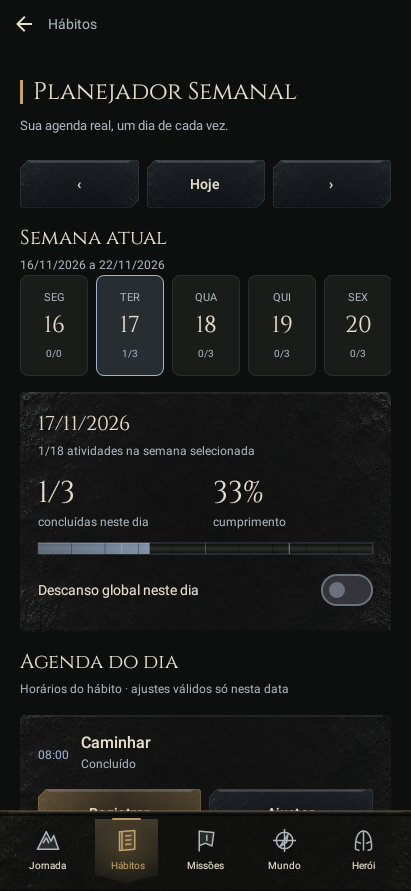 Hábitos
Planejador Semanal
Sua agenda real, um dia de cada vez.
‹ Hoje ›
Semana atual
16/11/2026 a 22/11/2026
SEG TER QUA QUI SEX
16 17 18 19 20
0/0 1/3 0/3 0/3 0/3
17/11/2026
1/18 atividades na semana selecionada
1/3 33%
concluídas neste dia cumprimento
Descanso global neste dia
Agenda do dia
Horários do hábito · ajustes válidos só nesta data
Caminhar
08:00
Concluído
Jornada Hábitos Missões Mundo Herói